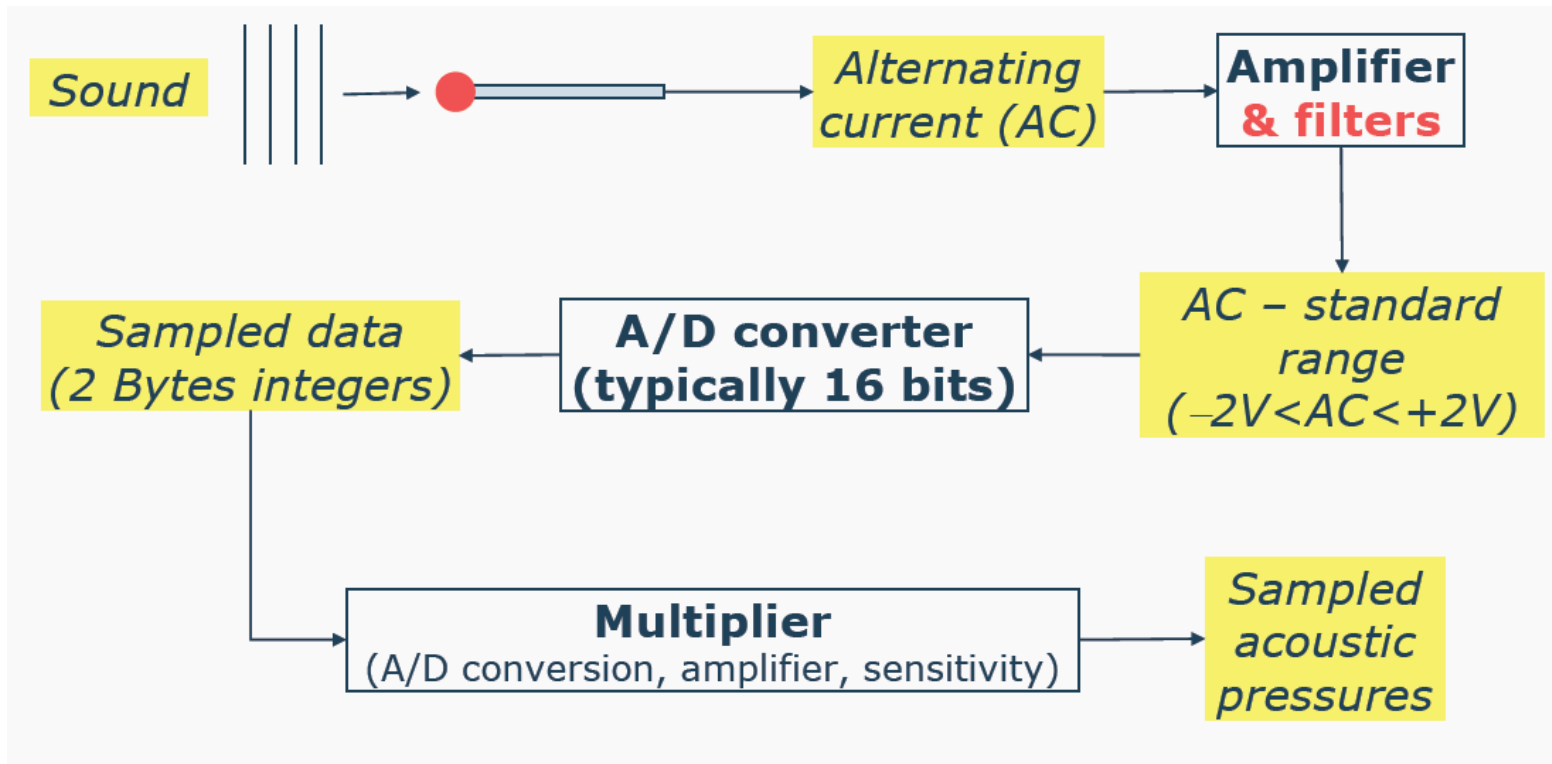 Sound
Alternating
current (AC)
Amplifier
& filters
AC – standard
range
(–2V<AC<+2V)
A/D converter
(typically 16 bits)
Sampled data
(2 Bytes integers)
Multiplier
(A/D conversion, amplifier, sensitivity)
Sampled
acoustic
pressures